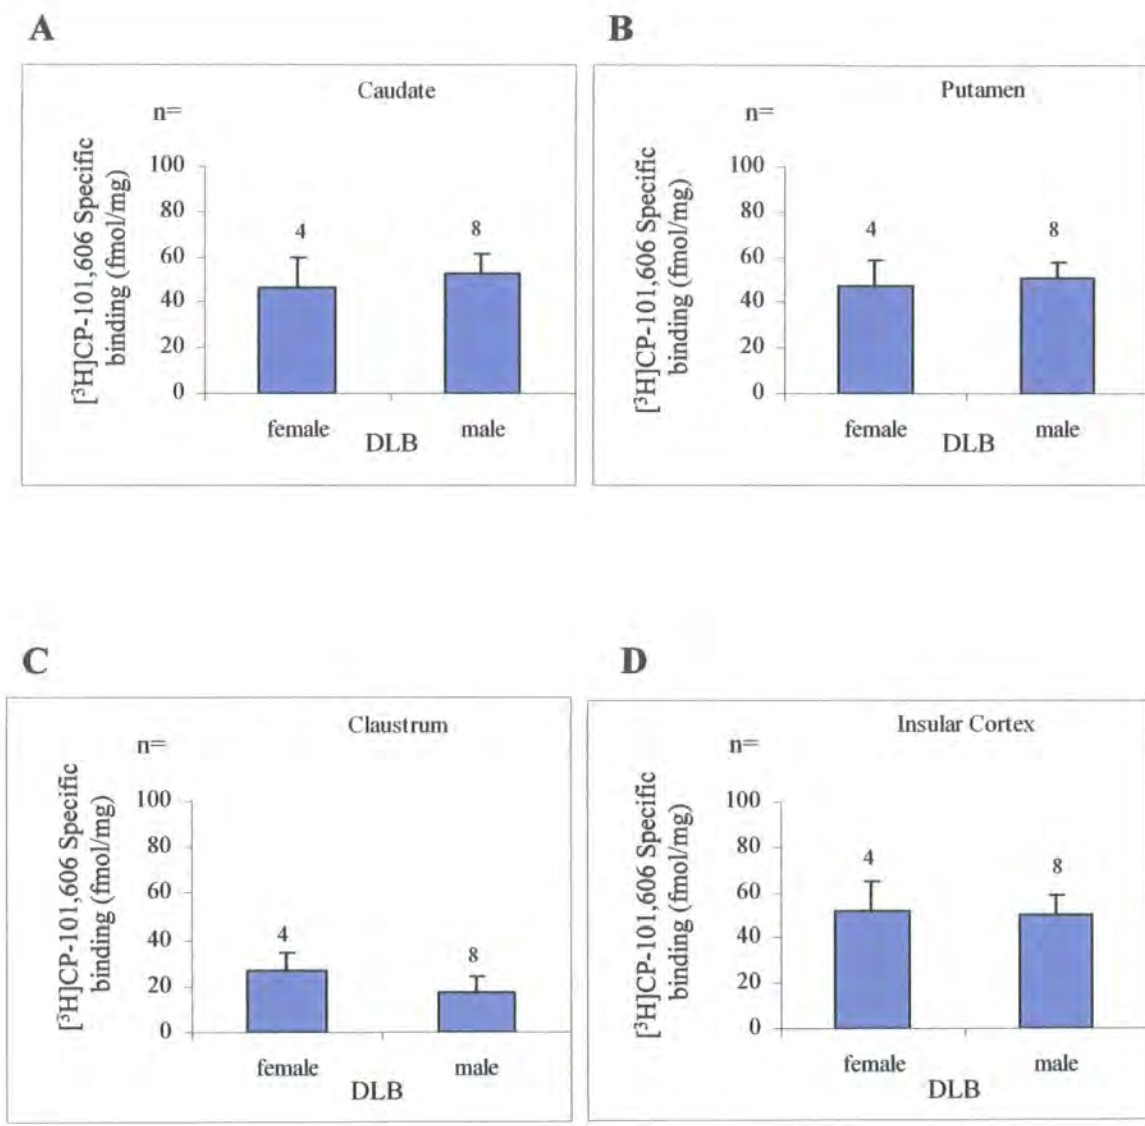 A
Caudate
n=
[³H]CP-101,606 Specific
binding (fmol/mg)
100
80
60
40
20
0
4
8
female
male
DLB
B
Putamen
n=
[³H]CP-101,606 Specific
binding (fmol/mg)
100
80
60
40
20
0
4
8
female
male
DLB
C
Claustrum
n=
[³H]CP-101,606 Specific
binding (fmol/mg)
100
80
60
40
20
0
4
8
female
male
DLB
D
Insular Cortex
n=
[³H]CP-101,606 Specific
binding (fmol/mg)
100
80
60
40
20
0
4
8
female
male
DLB